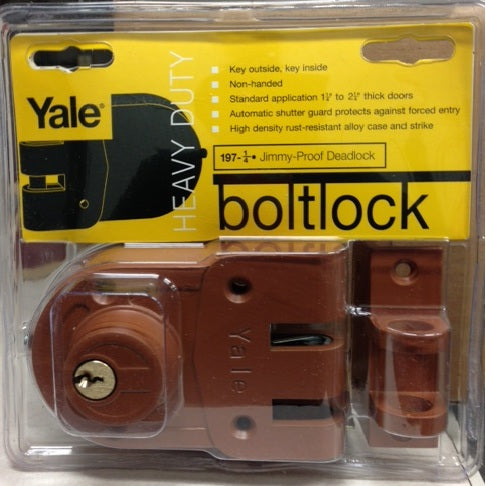 Yale®
HEAVY DUTY
Key outside, key inside
Non-handed
Standard application 1¼" to 2½" thick doors
Automatic shutter guard protects against forced entry
High density rust-resistant alloy case and strike
197-¼• Jimmy-Proof Deadlock
boltlock
Yale